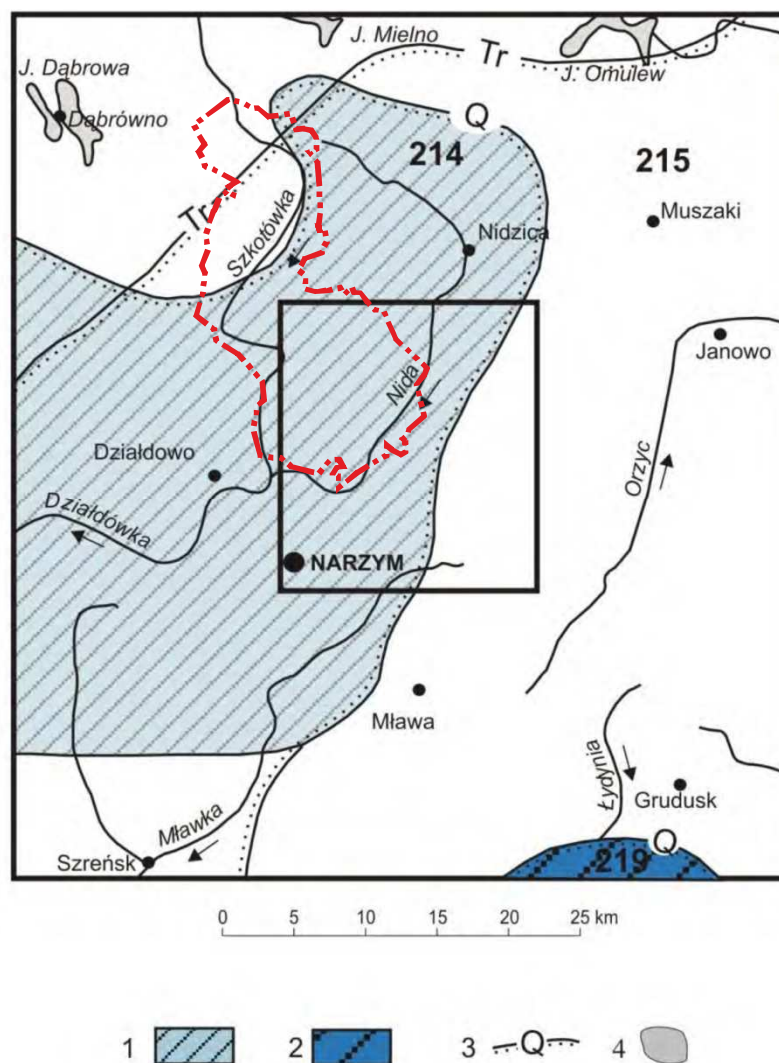 J. Mielno
Tr
J. Dąbrowa
J. Omulew
Dąbrówno
Q
214
215
Muszaki
Tr
Szkotówka
Nidzica
Janowo
Nida
Działdowo
Orzyc
Działdówka
NARZYM
Mława
Łydynia
Grudusk
Mławka
Szreńsk
Q
219
0 5 10 15 20 25 km
1 2 3 Q 4